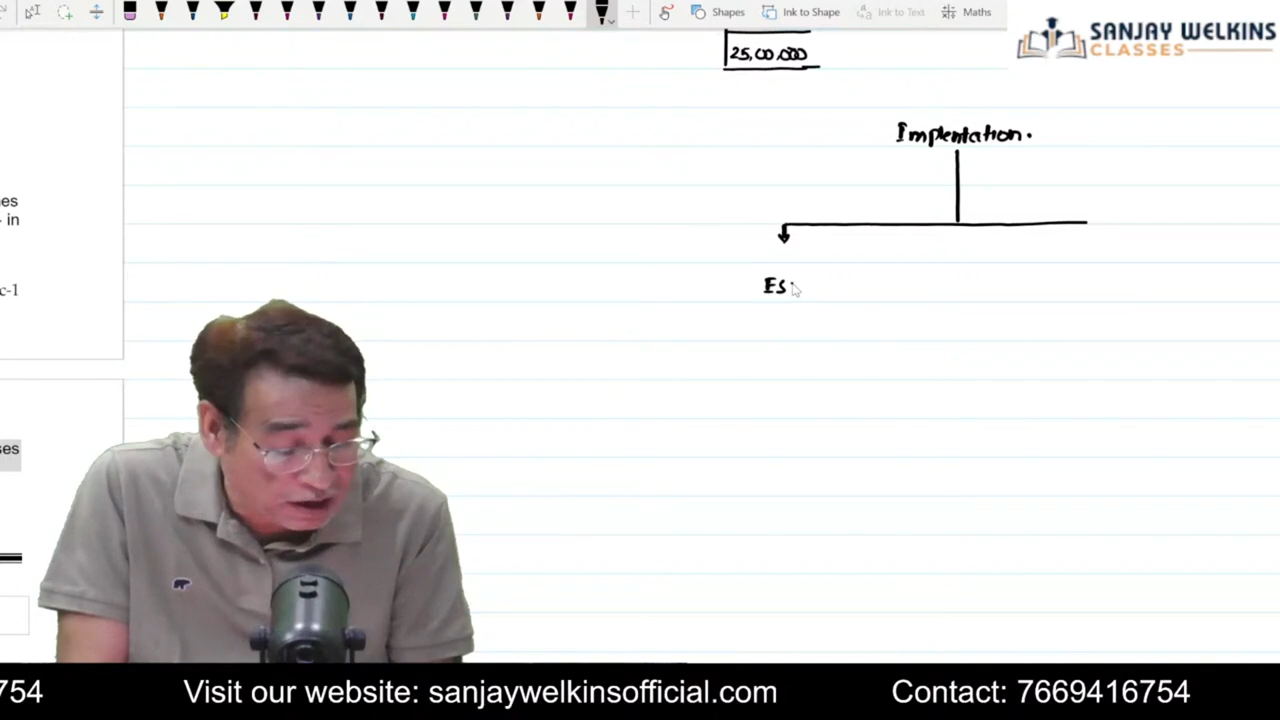 Shapes
Ink to Shape
Ink to Text
Maths
SANJAY WELKINS
CLASSES
25,00,000
Implentation.
es
- in
Es
c-1
ses
754
Visit our website: sanjaywelkinsofficial.com
Contact: 7669416754